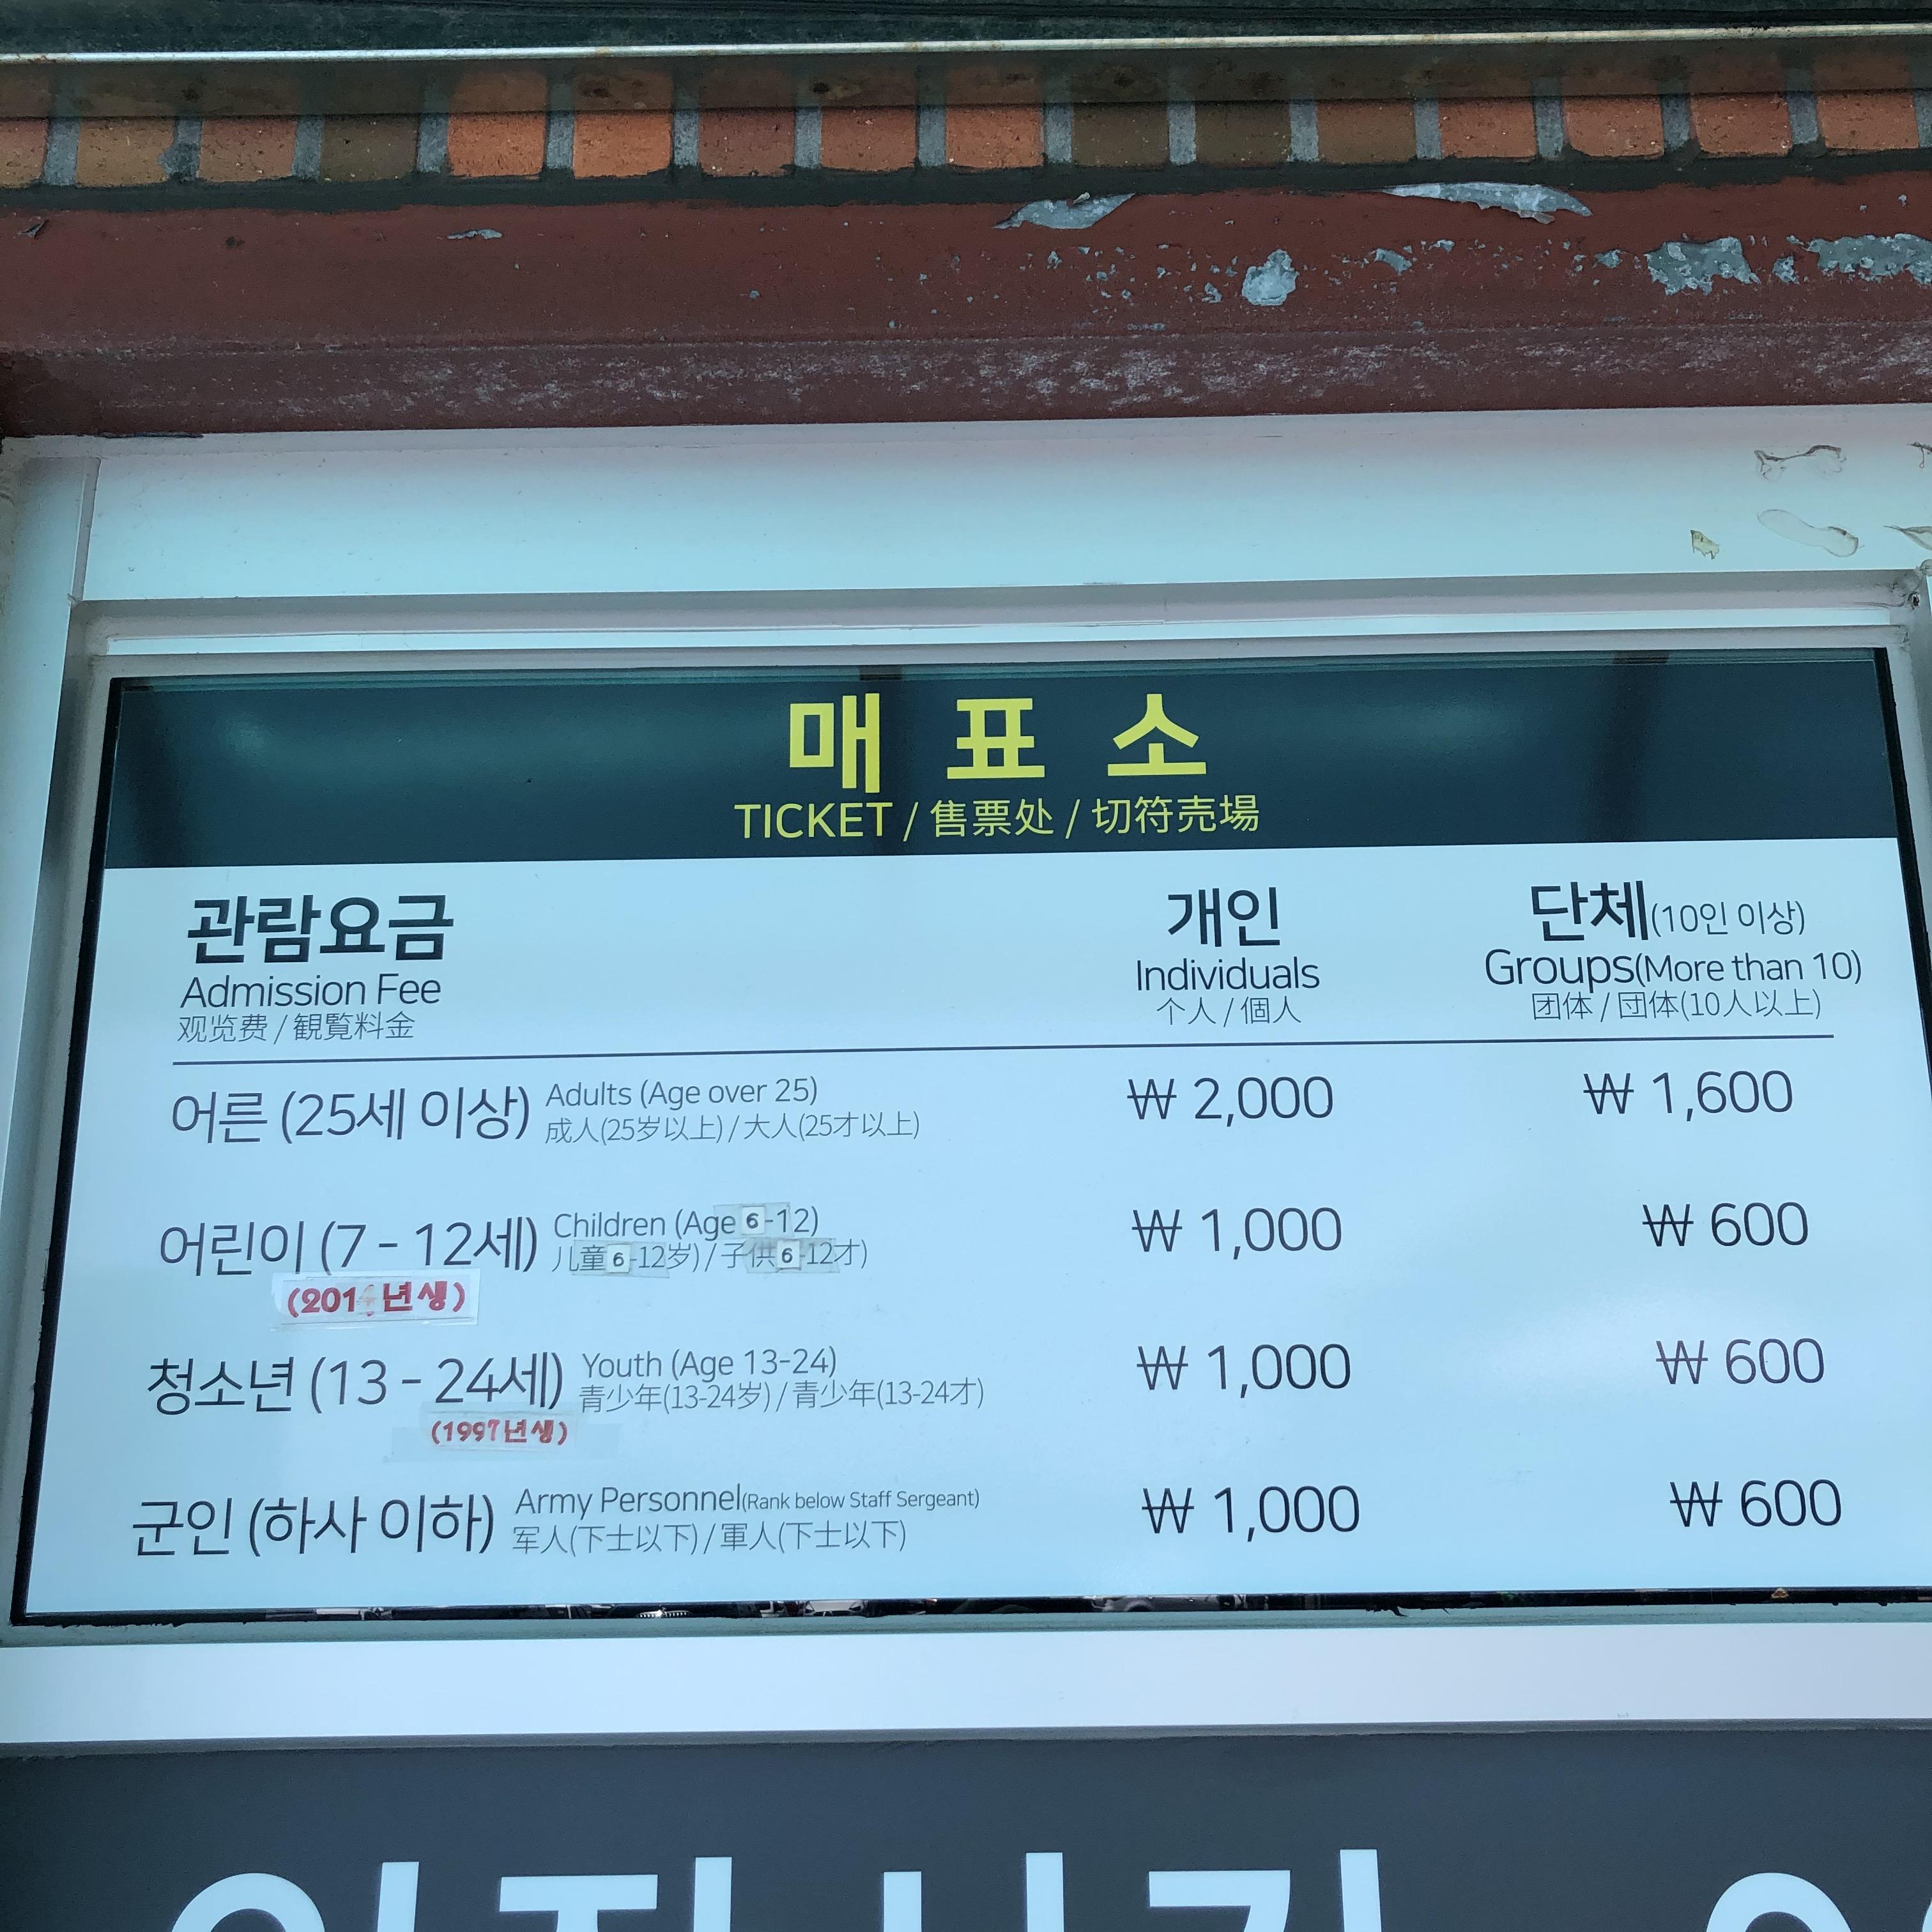 매표소
TICKET / 售票处 / 切符売場
관람요금
Admission Fee
观览费 / 観覧料金
개인
Individuals
个人 / 個人
단체(10인 이상)
Groups(More than 10)
团体 / 団体(10人以上)
어른 (25세 이상)
Adults (Age over 25)
成人(25岁以上) / 大人(25才以上)
₩ 2,000
₩ 1,600
어린이 (7 - 12세)
Children (Age 6-12)
儿童6-12岁) / 子供6-12才)
(2014년생)
₩ 1,000
₩ 600
청소년 (13 - 24세)
Youth (Age 13-24)
青少年(13-24岁) / 青少年(13-24才)
(1997년생)
₩ 1,000
₩ 600
군인 (하사 이하)
Army Personnel(Rank below Staff Sergeant)
军人(下士以下) / 軍人(下士以下)
₩ 1,000
₩ 600